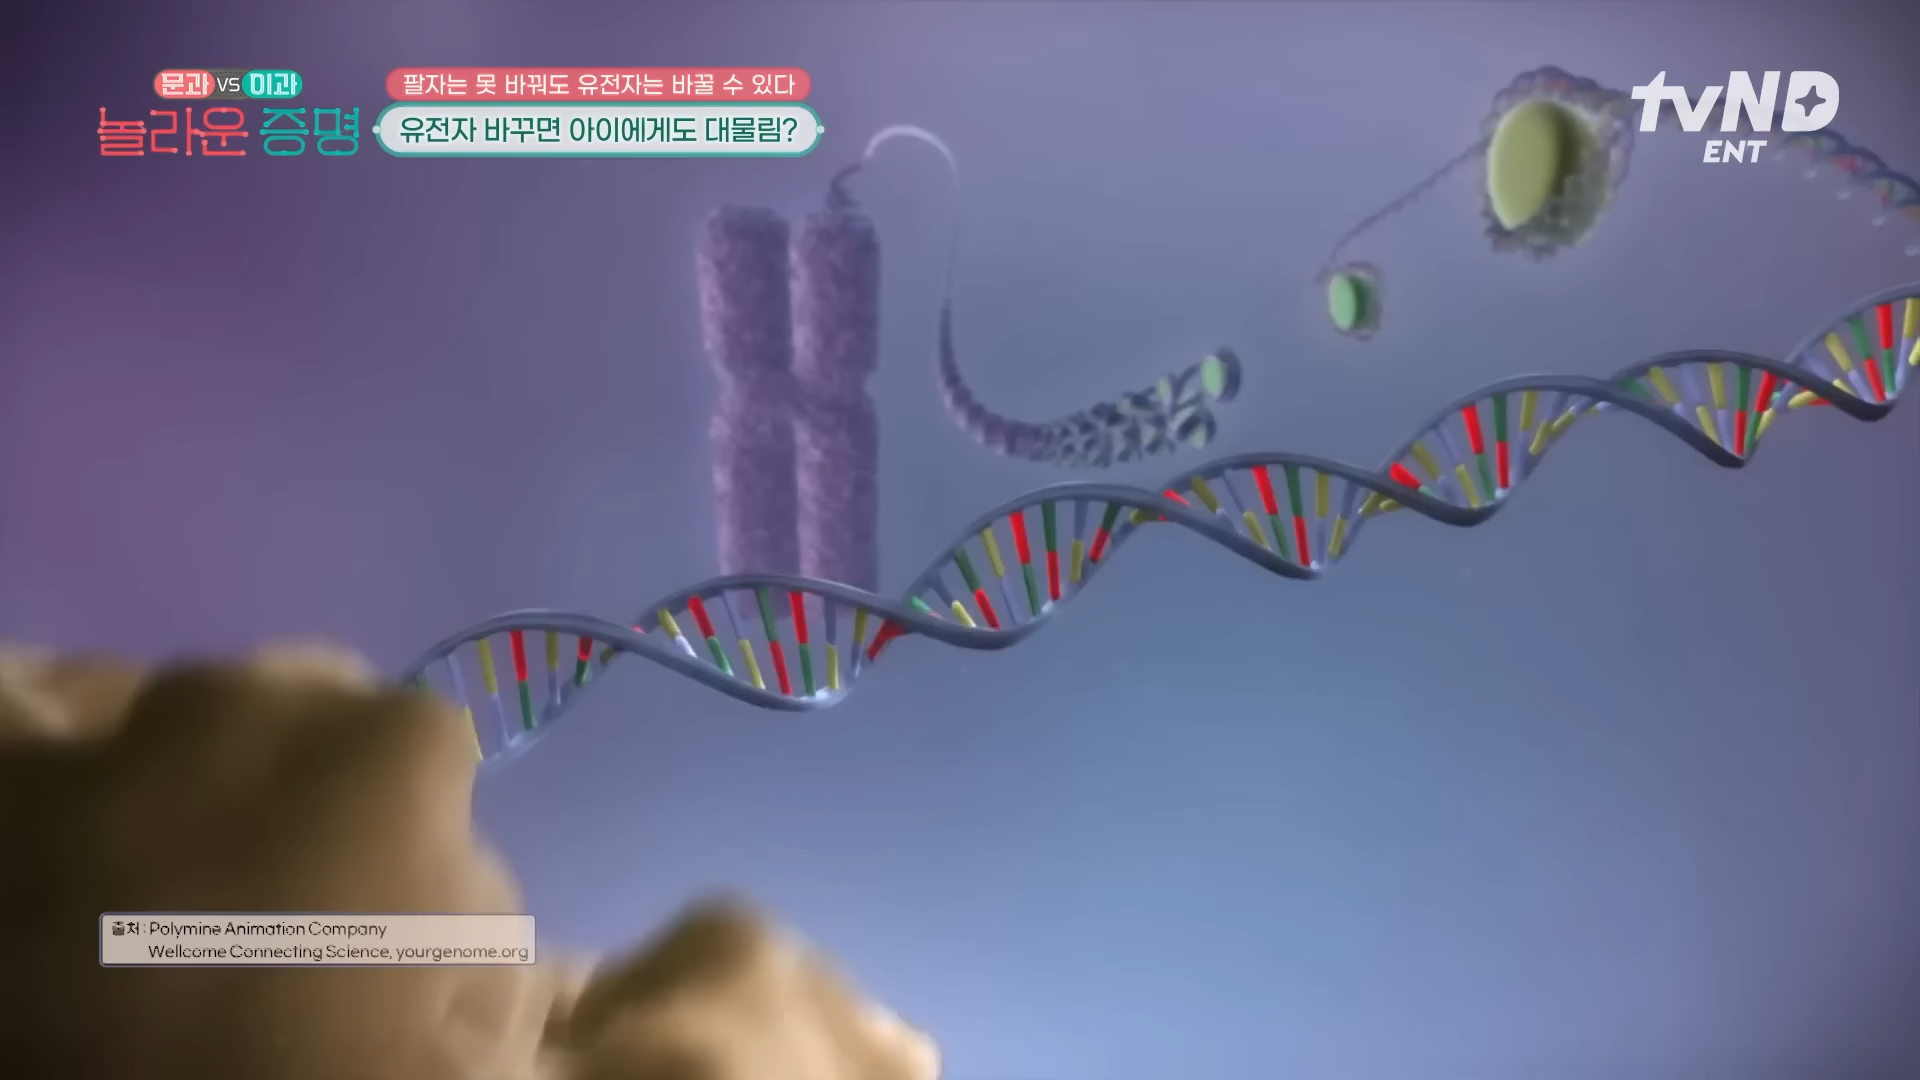 문과 VS 이과
놀라운 증명
팔자는 못 바꿔도 유전자는 바꿀 수 있다
유전자 바꾸면 아이에게도 대물림?
tvND
ENT
출처: Polymine Animation Company
Wellcome Connecting Science, yourgenome.org